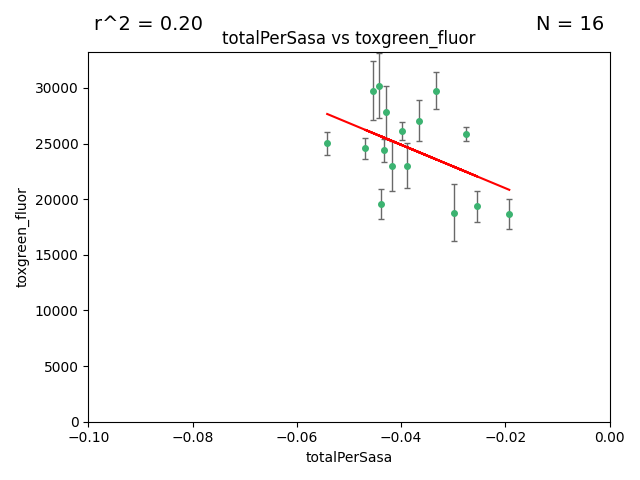 r^2 = 0.20
N = 16
totalPerSasa vs toxgreen_fluor
30000
25000
20000
15000
10000
5000
0
toxgreen_fluor
−0.10
−0.08
−0.06
−0.04
−0.02
0.00
totalPerSasa